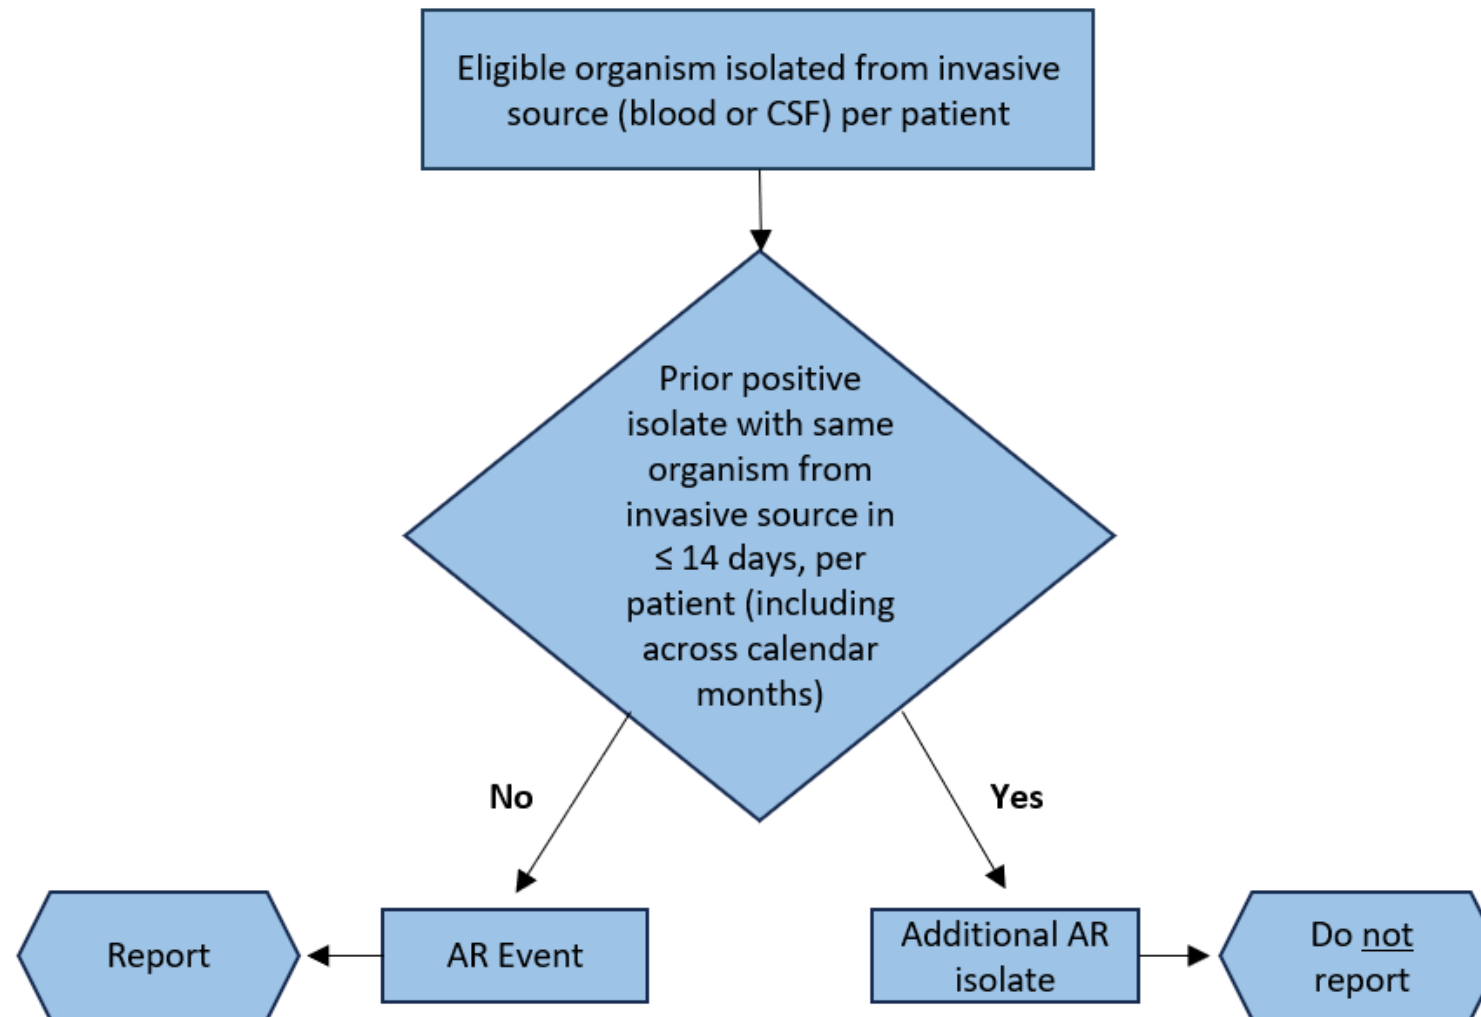 Eligible organism isolated from invasive
source (blood or CSF) per patient
Prior positive
isolate with same
organism from
invasive source in
≤ 14 days, per
patient (including
across calendar
months)
No
Yes
Report
AR Event
Additional AR
isolate
Do not
report